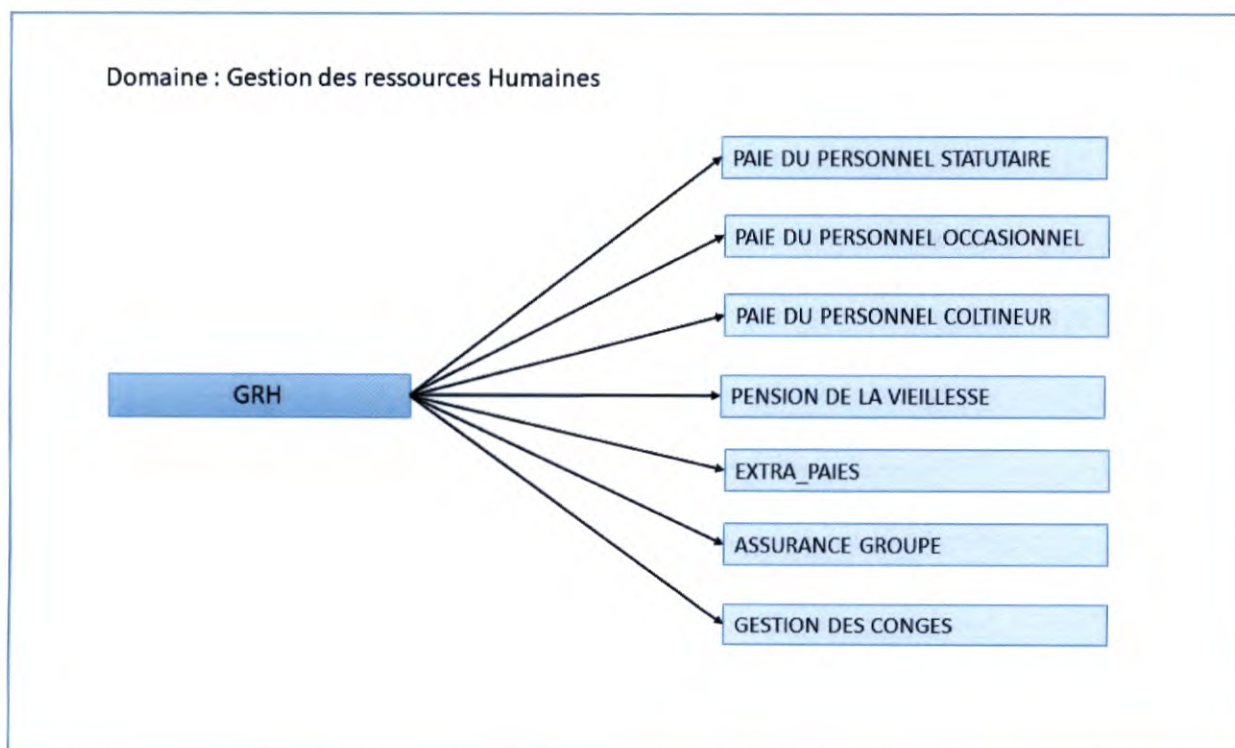 Domaine : Gestion des ressources Humaines
PAIE DU PERSONNEL STATUTAIRE
PAIE DU PERSONNEL OCCASIONNEL
PAIE DU PERSONNEL COLTINEUR
GRH
PENSION DE LA VIEILLESSE
EXTRA_PAIES
ASSURANCE GROUPE
GESTION DES CONGES